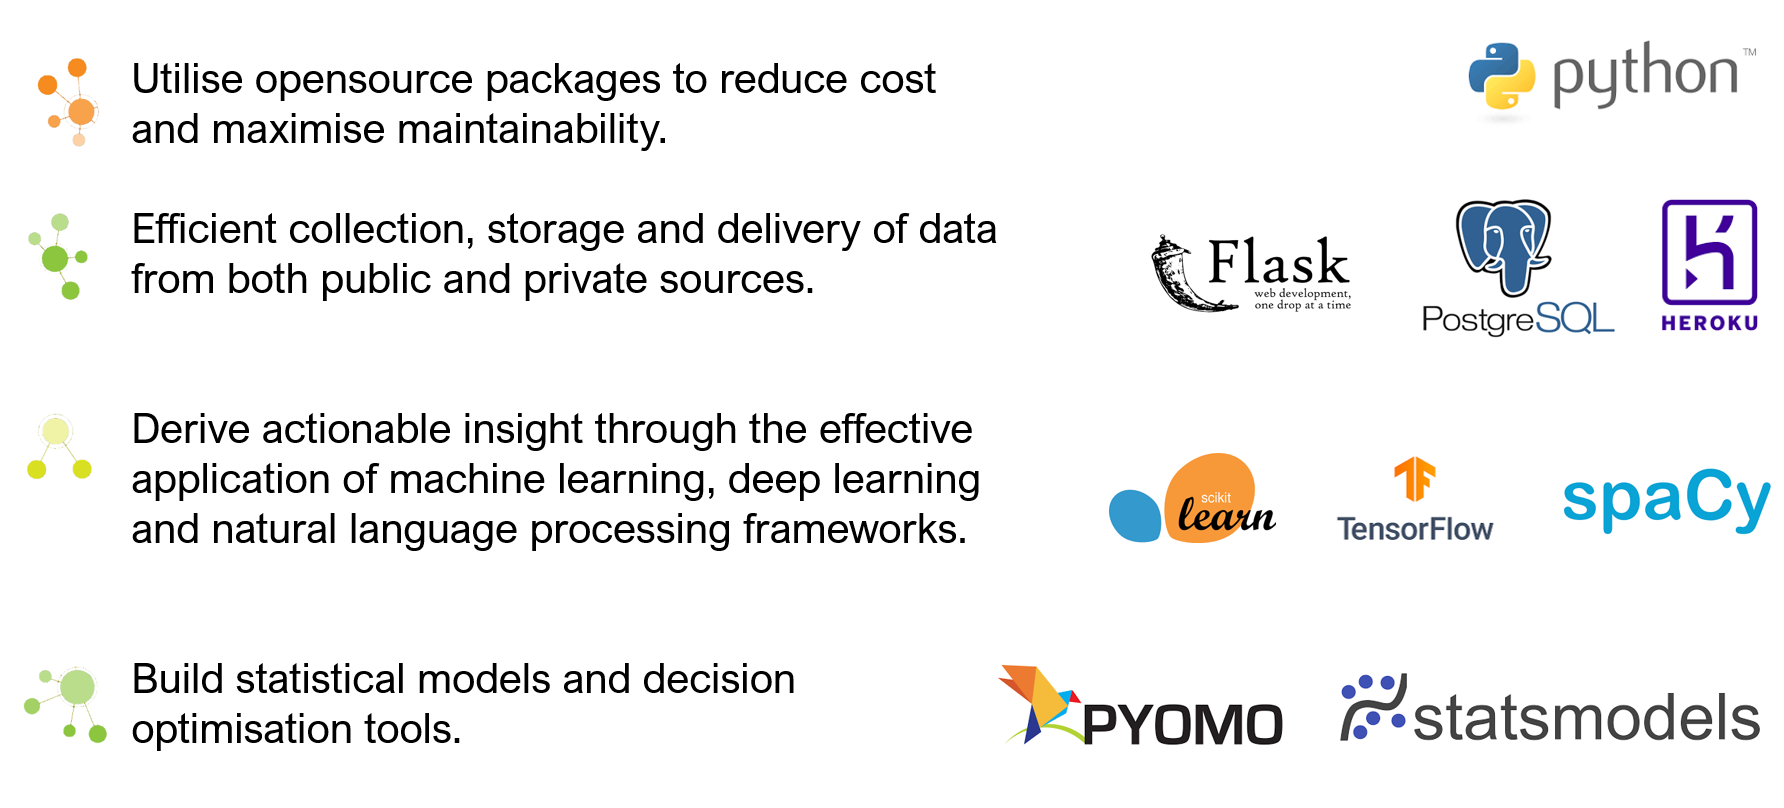 Utilise opensource packages to reduce cost
and maximise maintainability.
python™
Efficient collection, storage and delivery of data
from both public and private sources.
Flask
web development,
one drop at a time
PostgreSQL
HEROKU
Derive actionable insight through the effective
application of machine learning, deep learning
and natural language processing frameworks.
scikit
learn
TensorFlow
spaCy
Build statistical models and decision
optimisation tools.
PYOMO
statsmodels